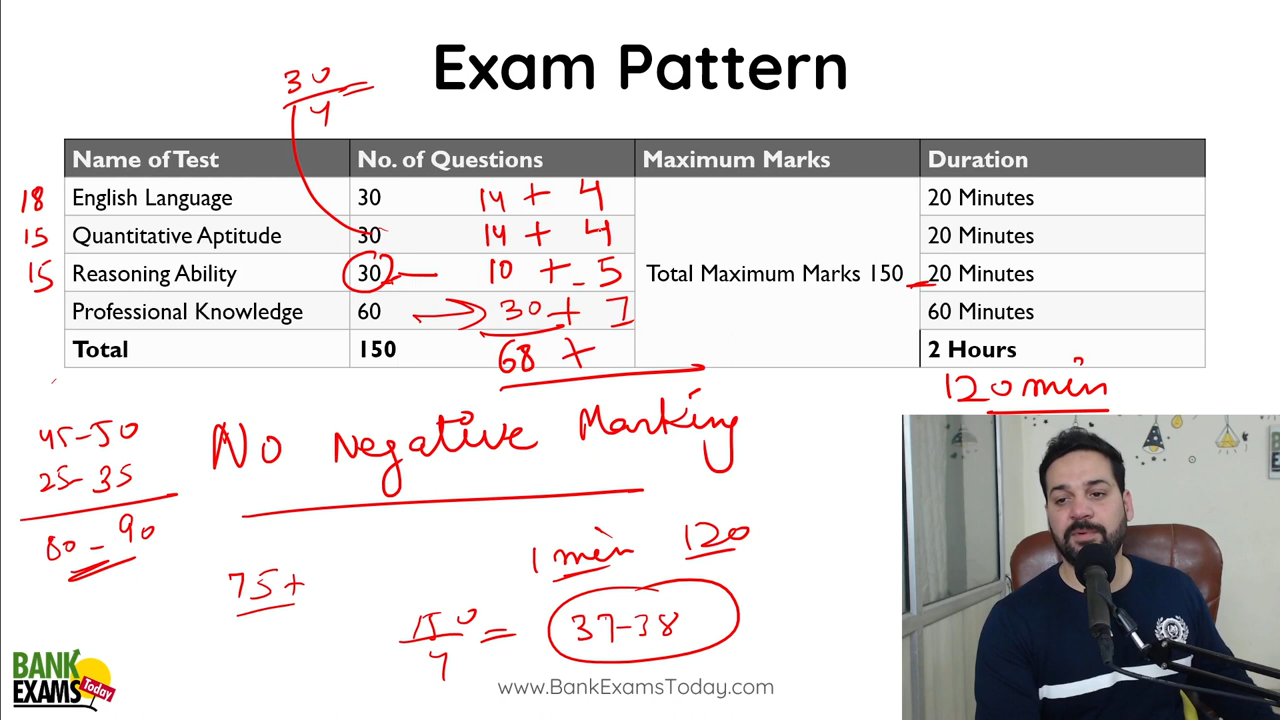 Exam Pattern
30/4 =
Name of Test No. of Questions Maximum Marks Duration
18 English Language 30 14 + 4 20 Minutes
15 Quantitative Aptitude 30 14 + 4 20 Minutes
15 Reasoning Ability 30 10 + 5 Total Maximum Marks 150 20 Minutes
Professional Knowledge 60 30 + 7 60 Minutes
Total 150 68 + 2 Hours
120 min
45-50
25-35
80-90
No Negative Marking
1 min 120
75+
150/4 = 37-38
BANK
EXAMS Today
www.BankExamsToday.com